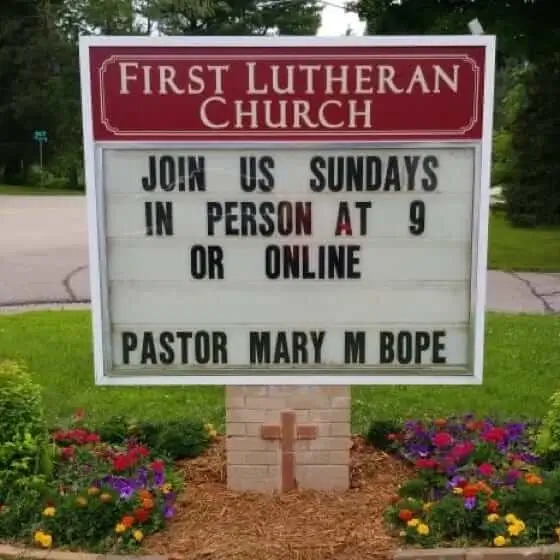 First Lutheran
Church
JOIN US SUNDAYS
IN PERSON AT 9
OR ONLINE
PASTOR MARY M BOPE